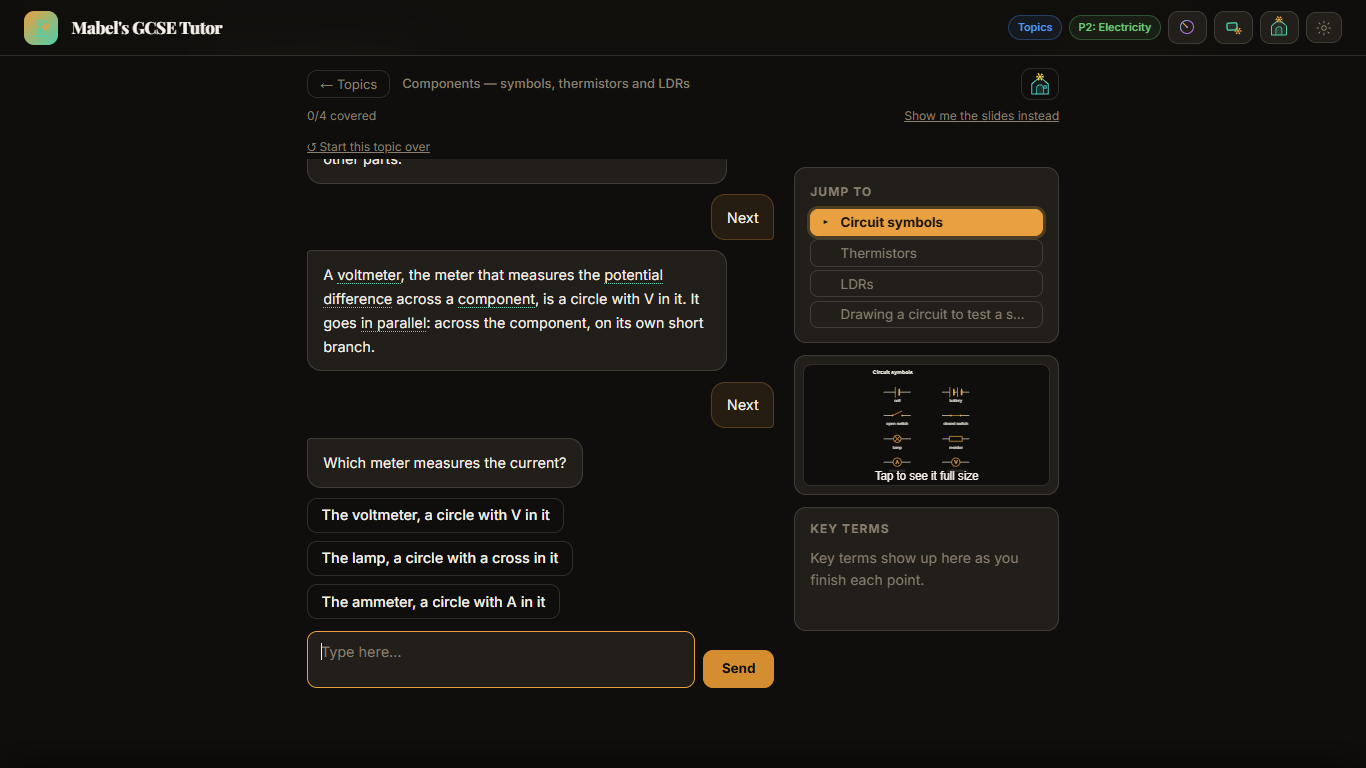 Mabel's GCSE Tutor
Topics
P2: Electricity
← Topics
Components — symbols, thermistors and LDRs
0/4 covered
Show me the slides instead
↺ Start this topic over
other parts.
Next
A voltmeter, the meter that measures the potential
difference across a component, is a circle with V in it. It
goes in parallel: across the component, on its own short
branch.
Next
Which meter measures the current?
The voltmeter, a circle with V in it
The lamp, a circle with a cross in it
The ammeter, a circle with A in it
Type here...
Send
JUMP TO
Circuit symbols
Thermistors
LDRs
Drawing a circuit to test a s...
Circuit symbols
cell
battery
open switch
closed switch
lamp
resistor
A
V
Tap to see it full size
KEY TERMS
Key terms show up here as you
finish each point.